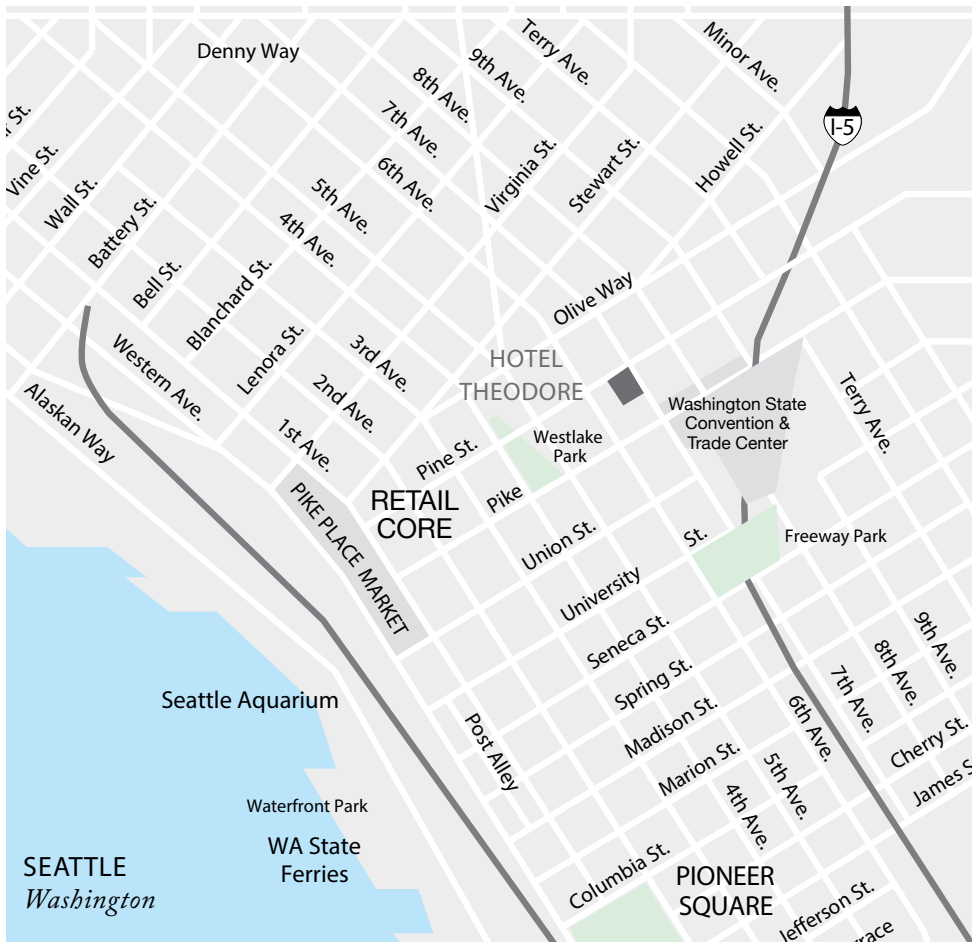 Denny Way
Terry Ave.
Minor Ave.
9th Ave.
8th Ave.
7th Ave.
6th Ave.
I-5
St.
Vine St.
Wall St.
Battery St.
Bell St.
Blanchard St.
Lenora St.
5th Ave.
4th Ave.
Virginia St.
Stewart St.
Howell St.
Olive Way
3rd Ave.
2nd Ave.
1st Ave.
Western Ave.
Alaskan Way
HOTEL
THEODORE
Washington State
Convention &
Trade Center
Terry Ave.
Westlake
Park
Pine St.
Pike
RETAIL
CORE
PIKE PLACE MARKET
Union St.
University
St.
Freeway Park
Seneca St.
Spring St.
Madison St.
Marion St.
Columbia St.
9th Ave.
8th Ave.
7th Ave.
6th Ave.
5th Ave.
4th Ave.
Cherry St.
James S
Seattle Aquarium
Post Alley
Waterfront Park
WA State
Ferries
SEATTLE
Washington
PIONEER
SQUARE
Jefferson St.